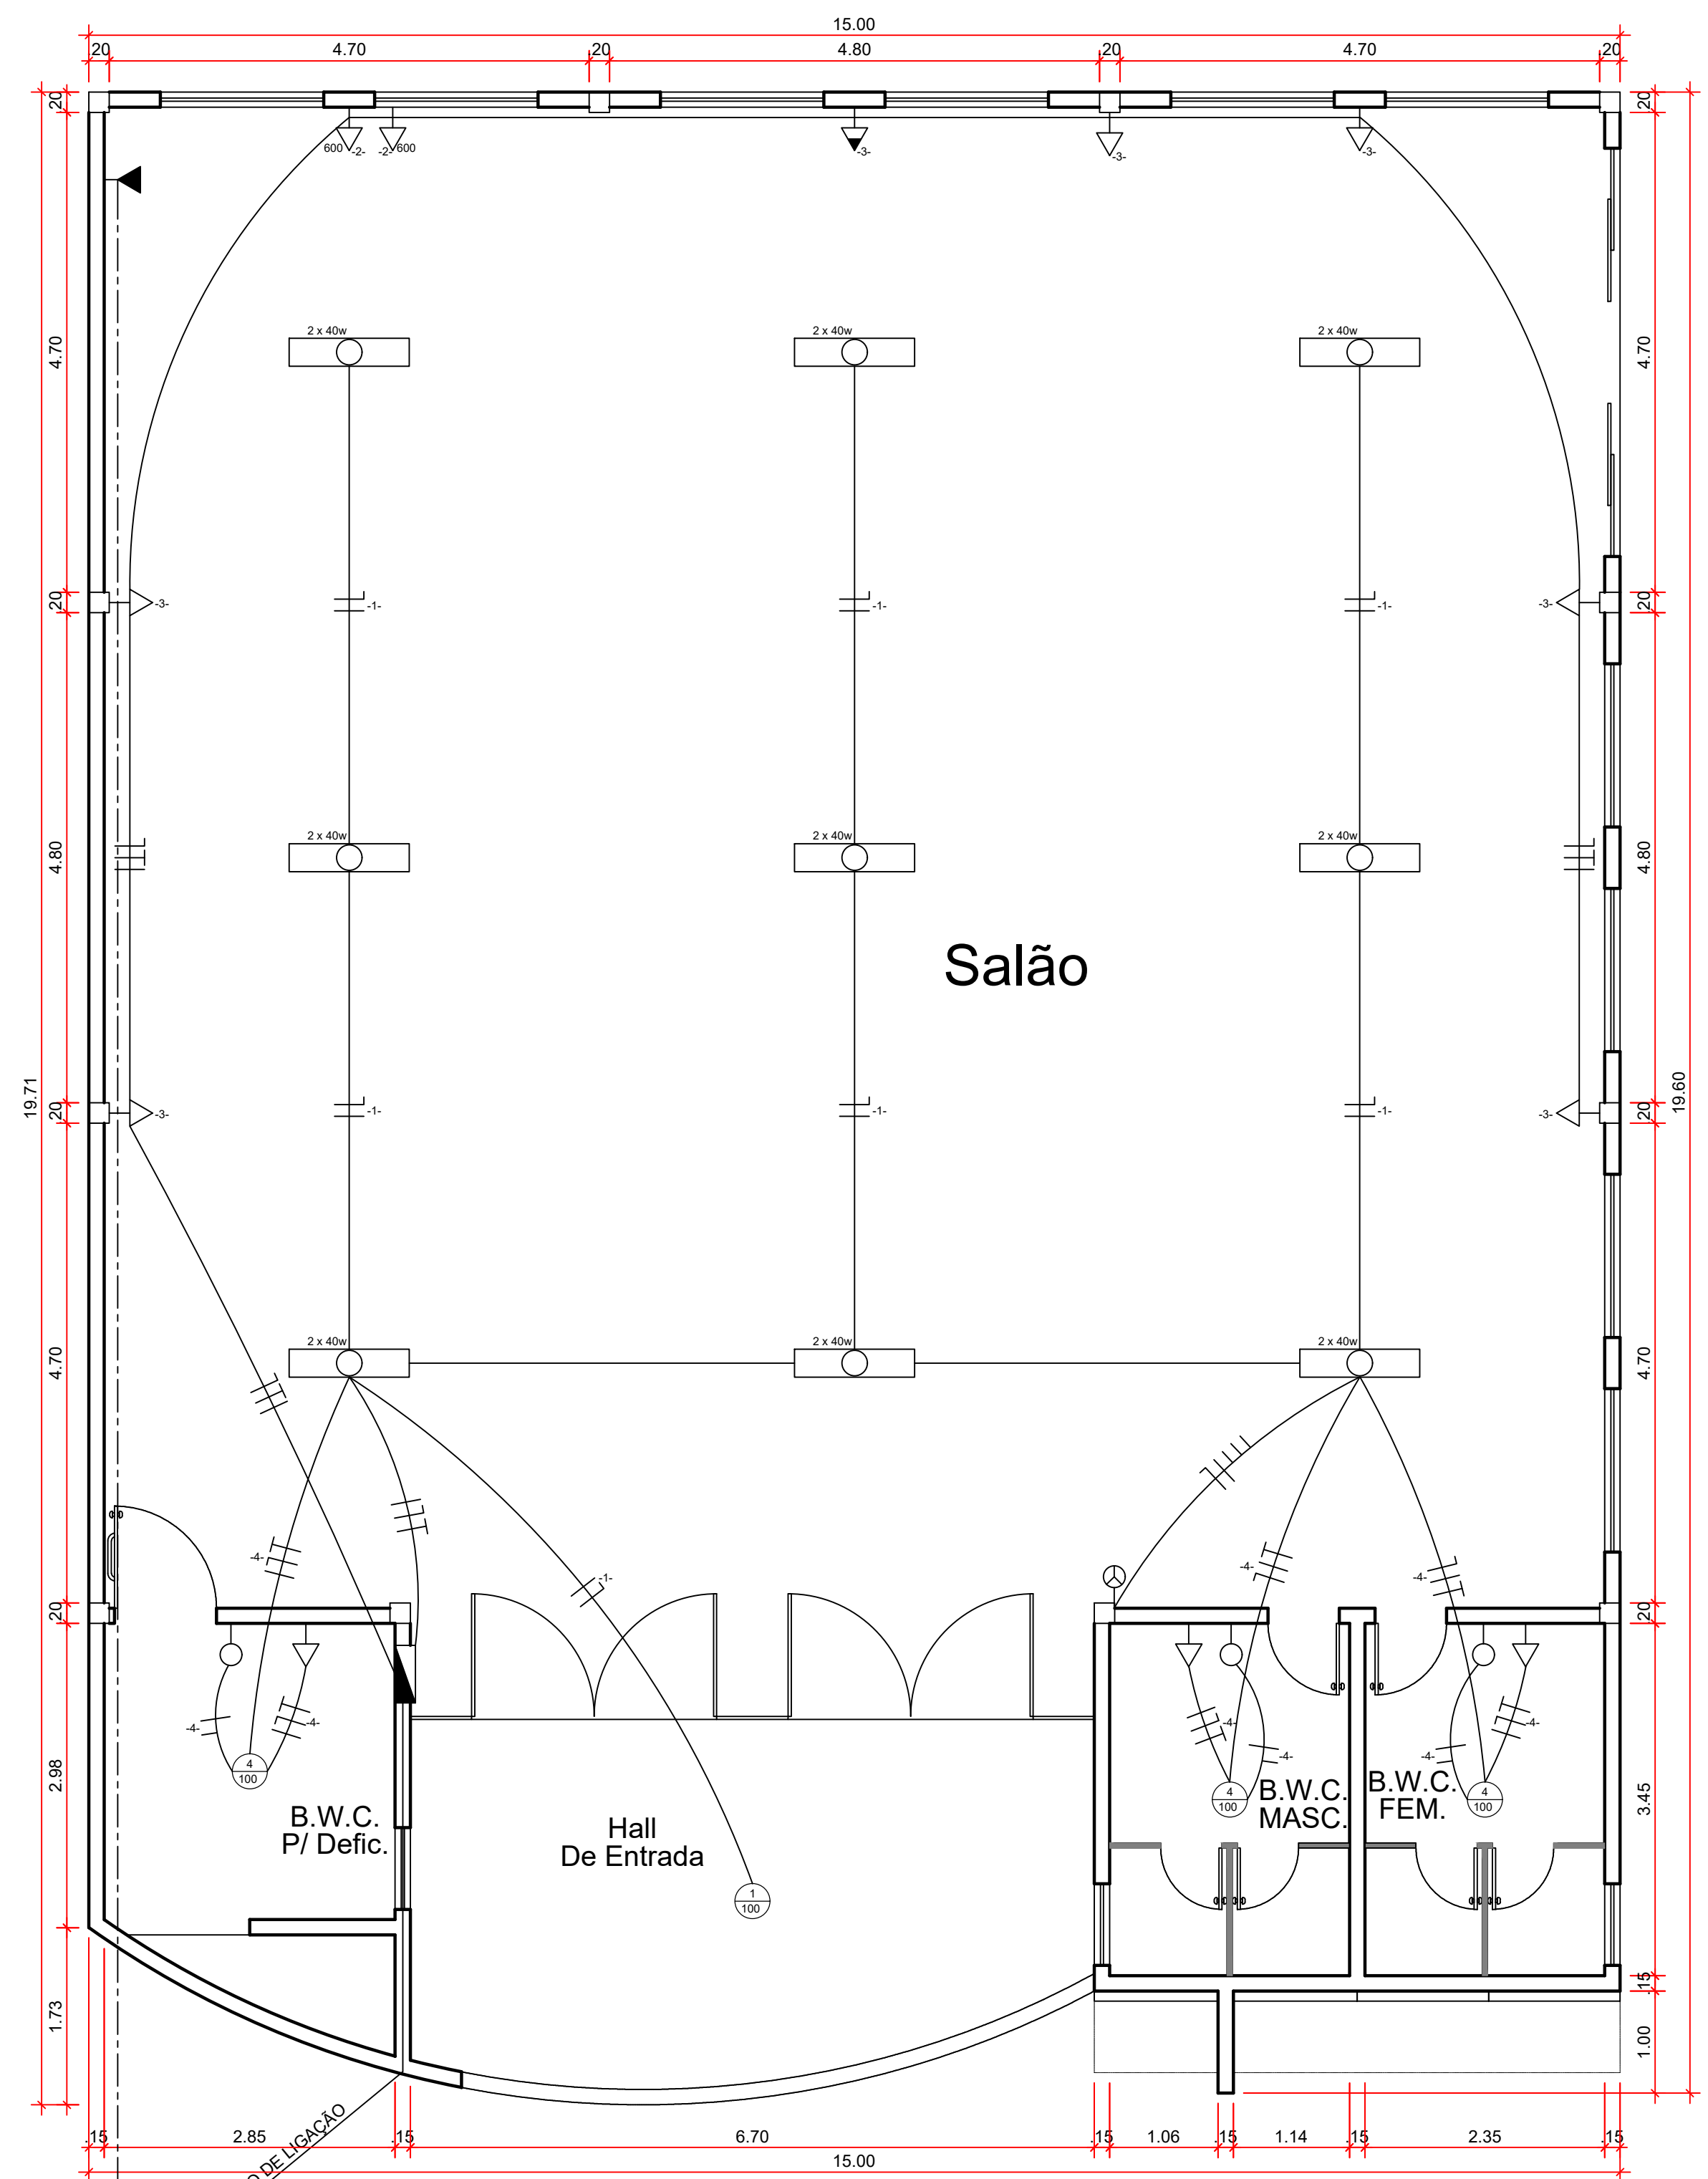 15.00
.20 4.70 .20 4.80 .20 4.70 .20
.20 .20
600 -2- -2- 600 -3- -3- -3-
2 x 40w 2 x 40w 2 x 40w
4.70 4.70
.20 -3- -1- -1- -1- -3- .20
2 x 40w 2 x 40w 2 x 40w
4.80 4.80
Salão
19.71 19.60
.20 -3- -1- -1- -1- -3- .20
2 x 40w 2 x 40w 2 x 40w
4.70 4.70
-4- -1- -4- -4-
.20 .20
-4- -4- -4- -4- -4- -4-
4 4 4
100 100 100
2.98 3.45
B.W.C.
P/ Defic.
Hall
De Entrada
B.W.C.
MASC.
B.W.C.
FEM.
1
100
.15
1.73 1.00
O DE LIGAÇÃO
.15 2.85 .15 6.70 .15 1.06 .15 1.14 .15 2.35 .15
15.00